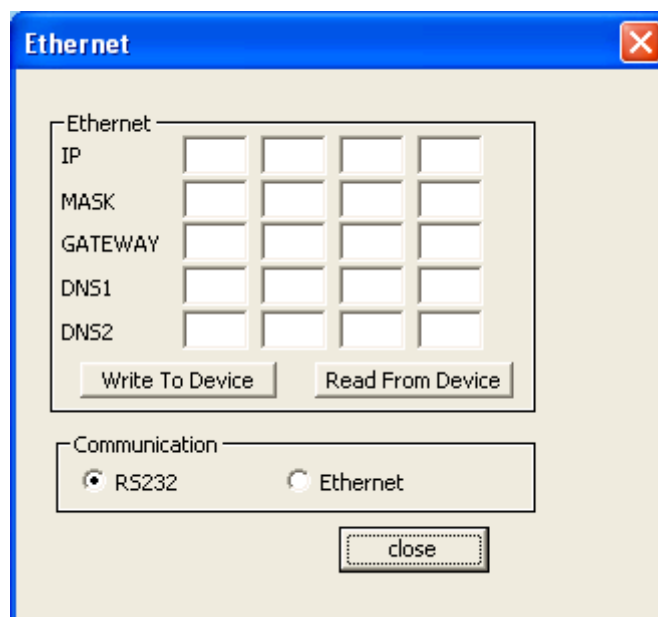 Ethernet
Ethernet
IP
MASK
GATEWAY
DNS1
DNS2
Write To Device Read From Device
Communication
RS232 Ethernet
close